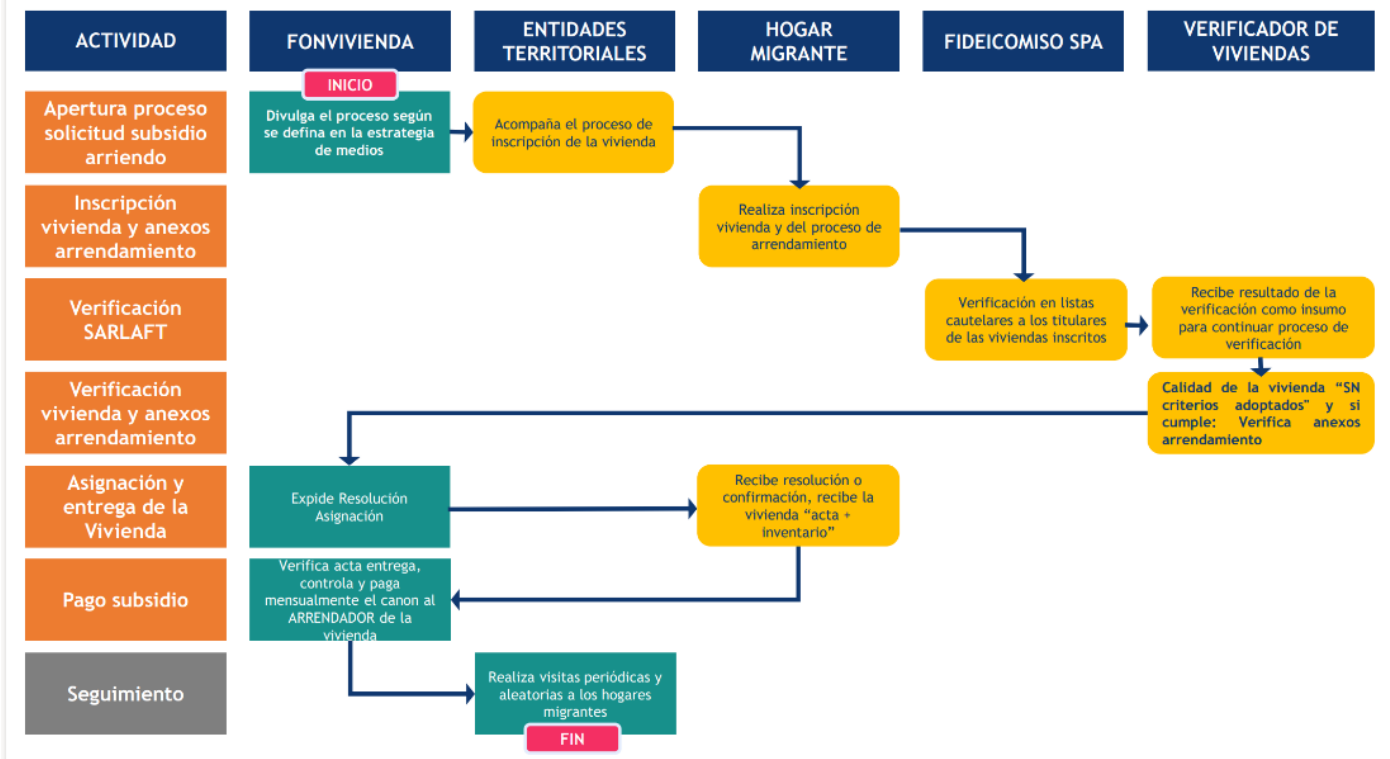 ACTIVIDAD
FONVIVIENDA
ENTIDADES
TERRITORIALES
HOGAR
MIGRANTE
FIDEICOMISO SPA
VERIFICADOR DE
VIVIENDAS
INICIO
Apertura proceso
solicitud subsidio
arriendo
Divulga el proceso según
se defina en la estrategia
de medios
Acompaña el proceso de
inscripción de la vivienda
Inscripción
vivienda y anexos
arrendamiento
Realiza inscripción
vivienda y del proceso de
arrendamiento
Verificación
SARLAFT
Verificación en listas
cautelares a los titulares
de las viviendas inscritos
Recibe resultado de la
verificación como insumo
para continuar proceso de
verificación
Verificación
vivienda y anexos
arrendamiento
Calidad de la vivienda “SN
criterios adoptados" y si
cumple: Verifica anexos
arrendamiento
Asignación y
entrega de la
Vivienda
Expide Resolución
Asignación
Recibe resolución o
confirmación, recibe la
vivienda “acta +
inventario”
Pago subsidio
Verifica acta entrega,
controla y paga
mensualmente el canon al
ARRENDADOR de la
vivienda
Seguimiento
Realiza visitas periódicas y
aleatorias a los hogares
migrantes
FIN